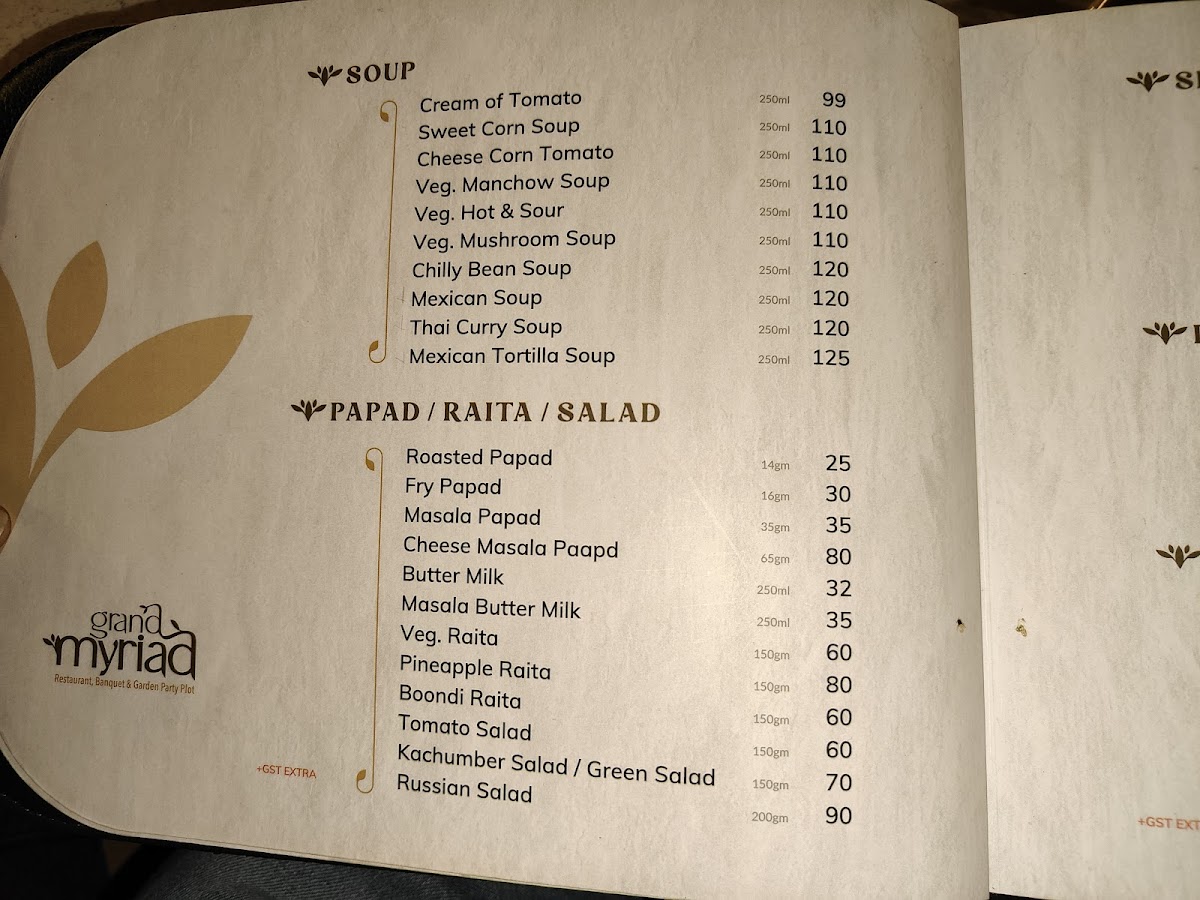 SOUP
Cream of Tomato 250ml 99
Sweet Corn Soup 250ml 110
Cheese Corn Tomato 250ml 110
Veg. Manchow Soup 250ml 110
Veg. Hot & Sour 250ml 110
Veg. Mushroom Soup 250ml 110
Chilly Bean Soup 250ml 120
Mexican Soup 250ml 120
Thai Curry Soup 250ml 120
Mexican Tortilla Soup 250ml 125
PAPAD / RAITA / SALAD
Roasted Papad 14gm 25
Fry Papad 16gm 30
Masala Papad 35gm 35
Cheese Masala Paapd 65gm 80
Butter Milk 250ml 32
Masala Butter Milk 250ml 35
Veg. Raita 150gm 60
Pineapple Raita 150gm 80
Boondi Raita 150gm 60
Tomato Salad 150gm 60
Kachumber Salad / Green Salad 150gm 70
Russian Salad 200gm 90
grand
myriad
Restaurant, Banquet & Garden Party Plot
+GST EXTRA
+GST EXT